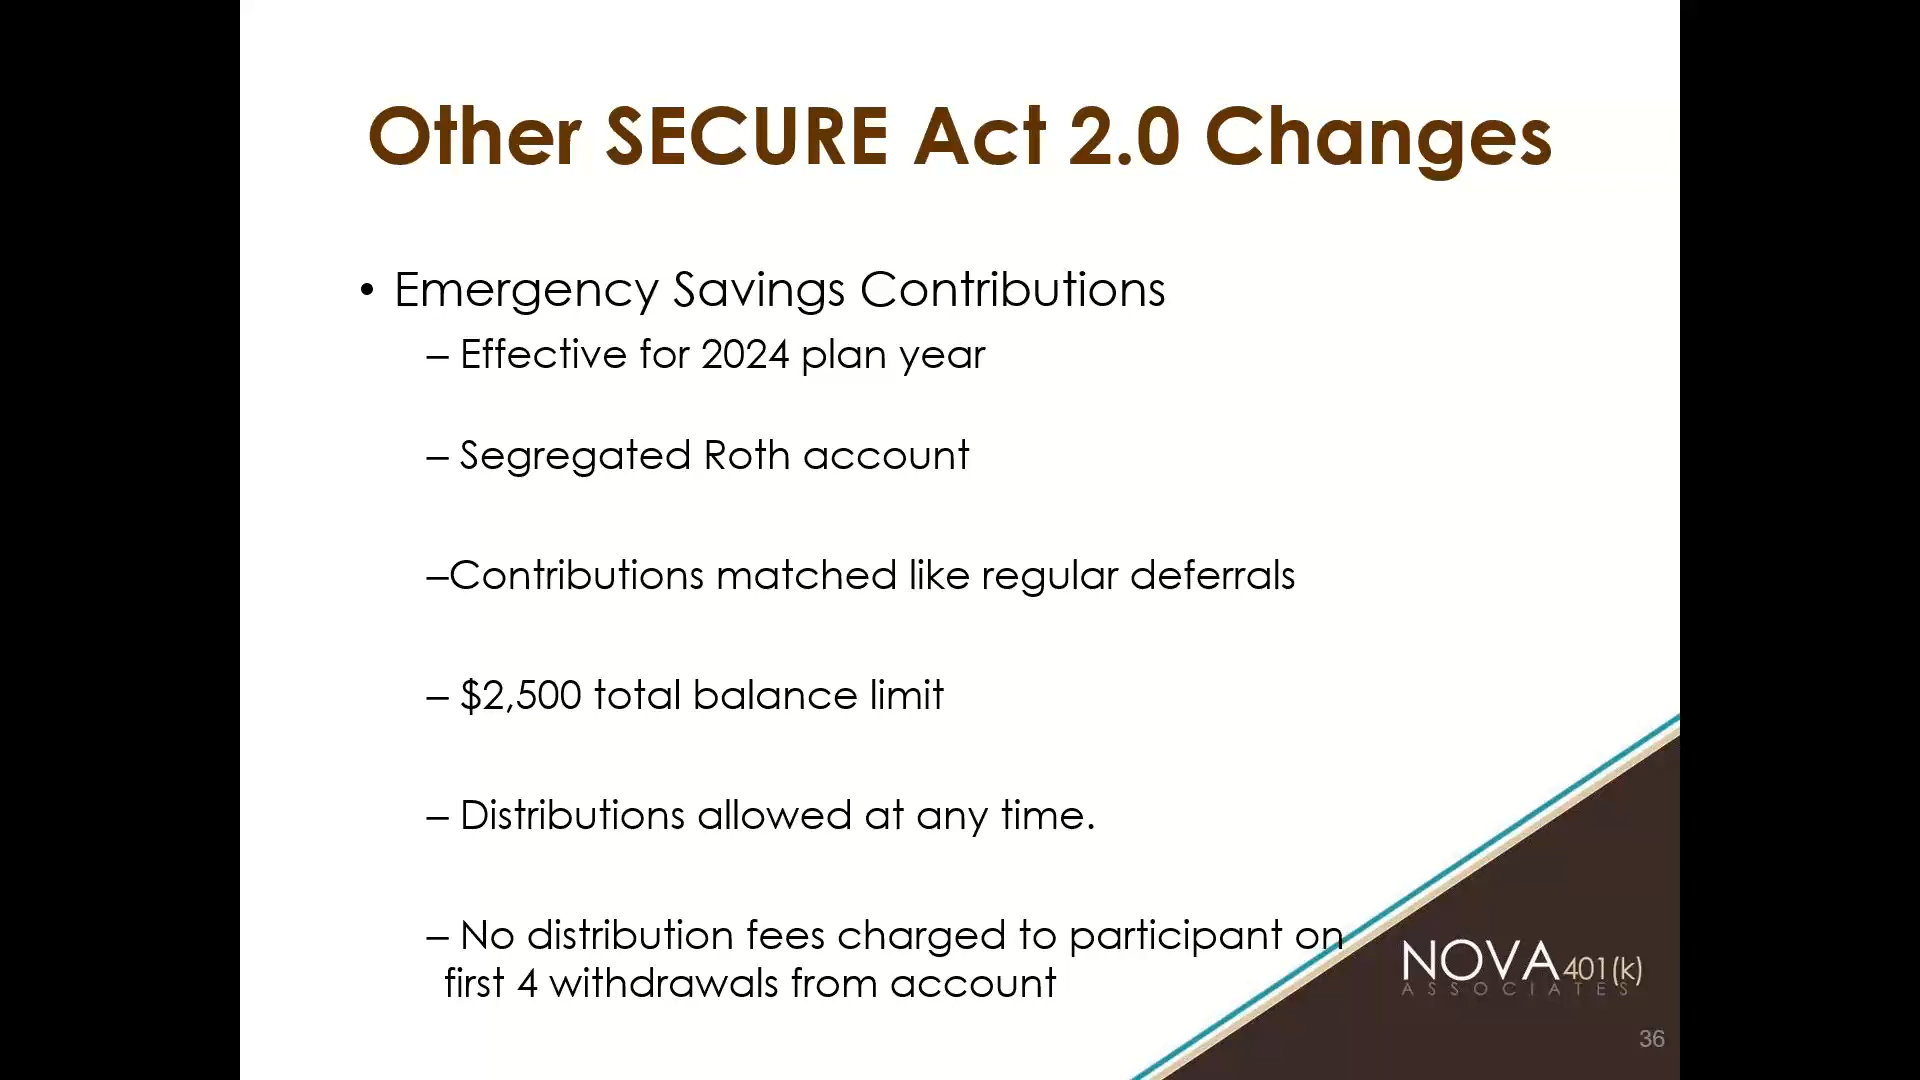 Other SECURE Act 2.0 Changes
• Emergency Savings Contributions
– Effective for 2024 plan year
– Segregated Roth account
–Contributions matched like regular deferrals
– $2,500 total balance limit
– Distributions allowed at any time.
– No distribution fees charged to participant on
first 4 withdrawals from account
NOVA 401(k)
ASSOCIATES
36